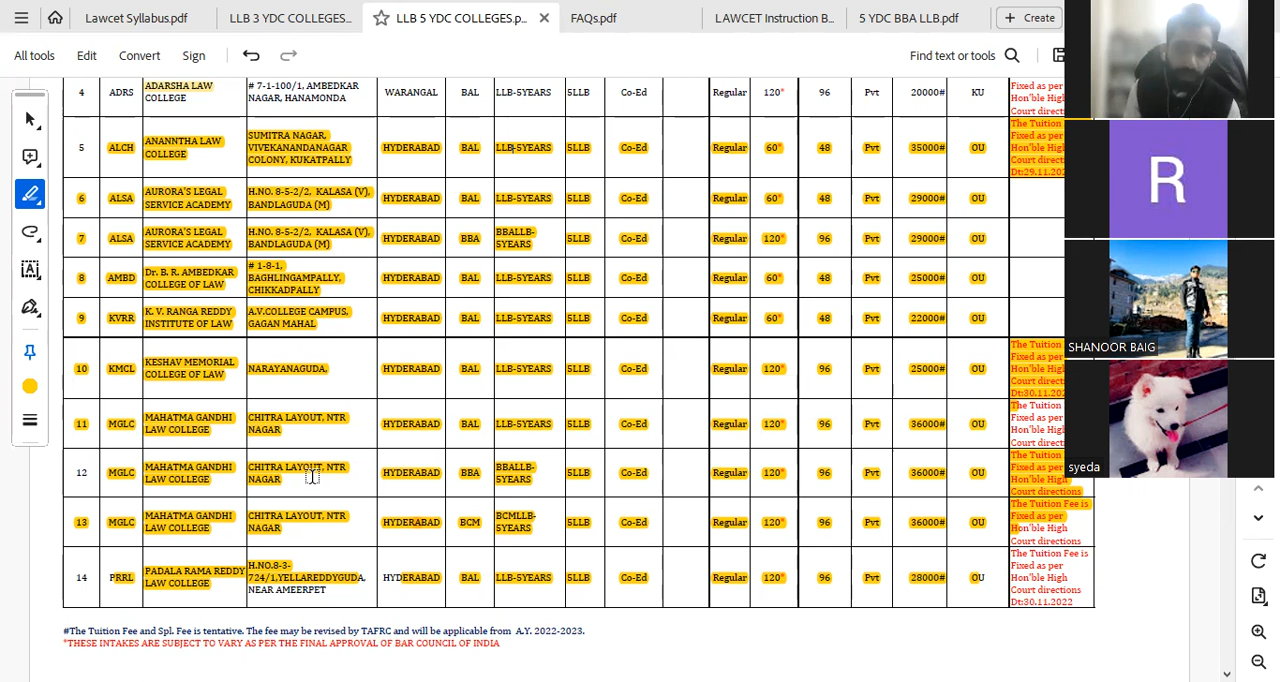 Lawcet Syllabus.pdf LLB 3 YDC COLLEGES... LLB 5 YDC COLLEGES.p... FAQs.pdf LAWCET Instruction B... 5 YDC BBA LLB.pdf Create
All tools Edit Convert Sign Find text or tools
4 ADRS ADARSHA LAW COLLEGE # 7-1-100/1, AMBEDKAR NAGAR, HANAMONDA WARANGAL BAL LLB-5YEARS 5LLB Co-Ed Regular 120* 96 Pvt 20000# KU Fixed as per Hon'ble High Court directions
5 ALCH ANANNTHA LAW COLLEGE SUMITRA NAGAR, VIVEKANANDANAGAR COLONY, KUKATPALLY HYDERABAD BAL LLB-5YEARS 5LLB Co-Ed Regular 60* 48 Pvt 35000# OU The Tuition Fixed as per Hon'ble High Court directi Dt:29.11.202
6 ALSA AURORA'S LEGAL SERVICE ACADEMY H.NO. 8-5-2/2, KALASA (V), BANDLAGUDA (M) HYDERABAD BAL LLB-5YEARS 5LLB Co-Ed Regular 60* 48 Pvt 29000# OU
7 ALSA AURORA'S LEGAL SERVICE ACADEMY H.NO. 8-5-2/2, KALASA (V), BANDLAGUDA (M) HYDERABAD BBA BBALLB-5YEARS 5LLB Co-Ed Regular 120* 96 Pvt 29000# OU
8 AMBD Dr. B. R. AMBEDKAR COLLEGE OF LAW # 1-8-1, BAGHLINGAMPALLY, CHIKKADPALLY HYDERABAD BAL LLB-5YEARS 5LLB Co-Ed Regular 60* 48 Pvt 25000# OU
9 KVRR K. V. RANGA REDDY INSTITUTE OF LAW A.V.COLLEGE CAMPUS, GAGAN MAHAL HYDERABAD BAL LLB-5YEARS 5LLB Co-Ed Regular 60* 48 Pvt 22000# OU
10 KMCL KESHAV MEMORIAL COLLEGE OF LAW NARAYANAGUDA, HYDERABAD BAL LLB-5YEARS 5LLB Co-Ed Regular 120* 96 Pvt 25000# OU The Tuition Fixed as per Hon'ble High Court directi Dt:30.11.202
11 MGLC MAHATMA GANDHI LAW COLLEGE CHITRA LAYOUT, NTR NAGAR HYDERABAD BAL LLB-5YEARS 5LLB Co-Ed Regular 120* 96 Pvt 36000# OU The Tuition Fixed as per Hon'ble High Court directi
12 MGLC MAHATMA GANDHI LAW COLLEGE CHITRA LAYOUT, NTR NAGAR HYDERABAD BBA BBALLB-5YEARS 5LLB Co-Ed Regular 120* 96 Pvt 36000# OU The Tuition Fixed as per Hon'ble High Court directions
13 MGLC MAHATMA GANDHI LAW COLLEGE CHITRA LAYOUT, NTR NAGAR HYDERABAD BCM BCMLLB-5YEARS 5LLB Co-Ed Regular 120* 96 Pvt 36000# OU The Tuition Fee is Fixed as per Hon'ble High Court directions
14 PRRL PADALA RAMA REDDY LAW COLLEGE H.NO.8-3-724/1,YELLAREDDYGUDA, NEAR AMEERPET HYDERABAD BAL LLB-5YEARS 5LLB Co-Ed Regular 120* 96 Pvt 28000# OU The Tuition Fee is Fixed as per Hon'ble High Court directions Dt:30.11.2022
#The Tuition Fee and Spl. Fee is tentative. The fee may be revised by TAFRC and will be applicable from A.Y. 2022-2023.
*THESE INTAKES ARE SUBJECT TO VARY AS PER THE FINAL APPROVAL OF BAR COUNCIL OF INDIA
R
SHANOOR BAIG
syeda